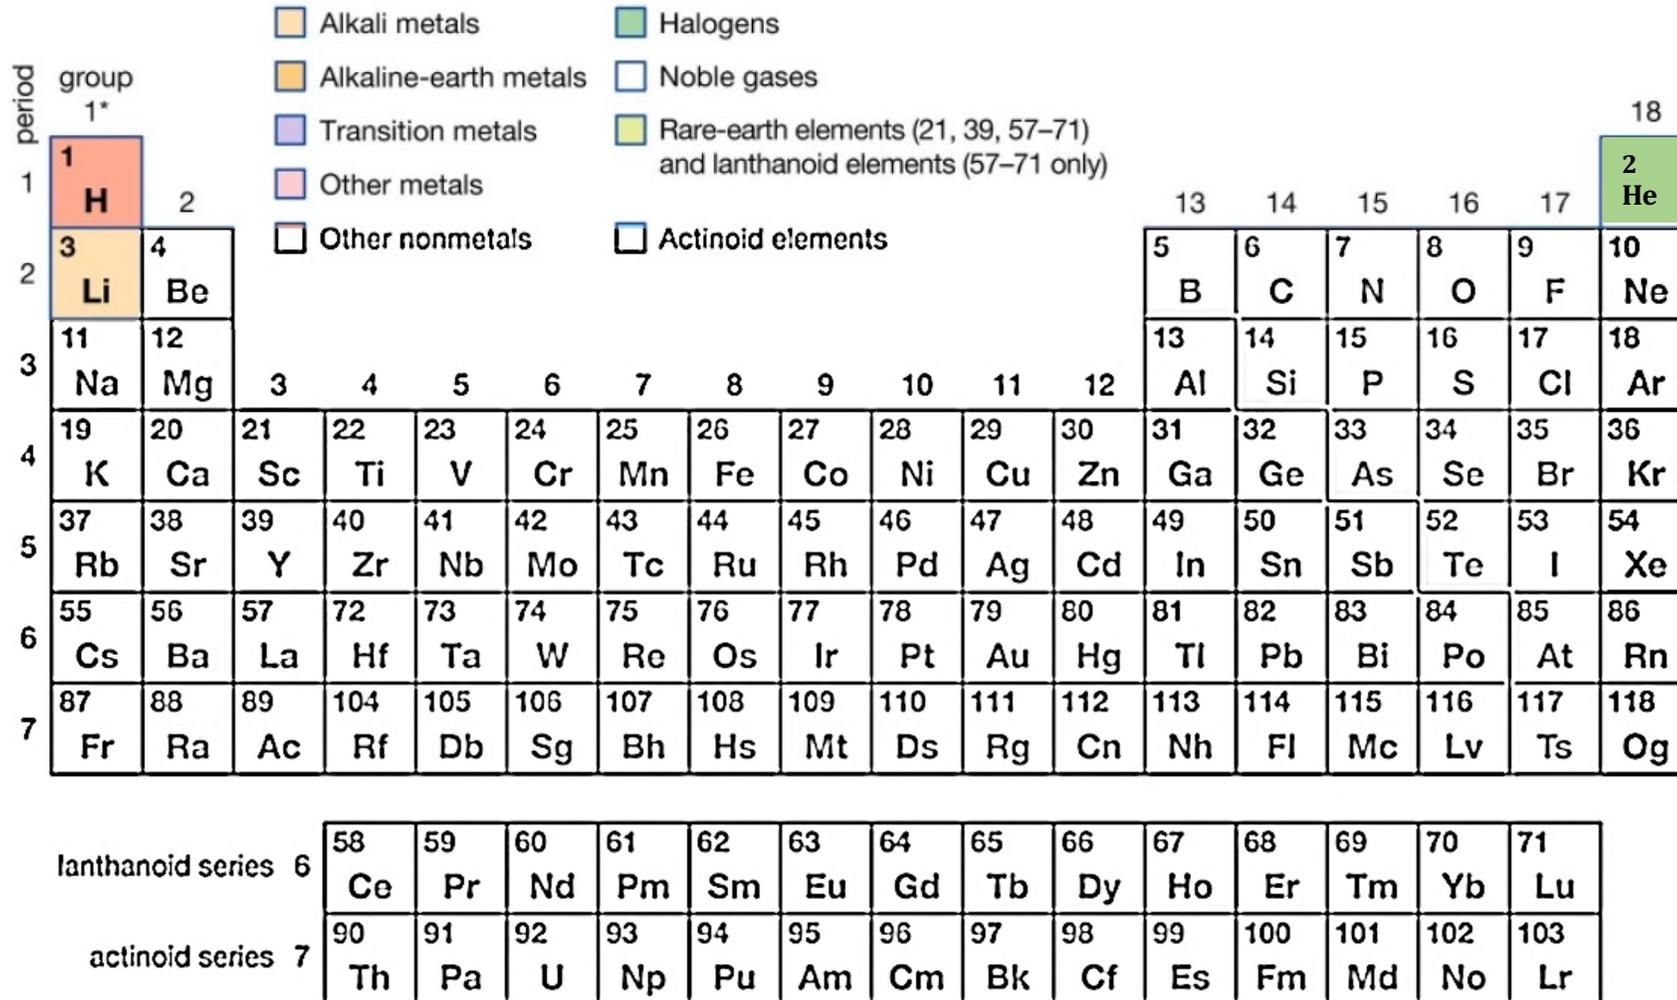 Alkali metals Halogens
Alkaline-earth metals Noble gases
Transition metals Rare-earth elements (21, 39, 57–71)
and lanthanoid elements (57–71 only)
Other metals
Other nonmetals Actinoid elements
period
group
1* 18
1 1 H 2 13 14 15 16 17 2 He
2 3 Li 4 Be 5 B 6 C 7 N 8 O 9 F 10 Ne
3 11 Na 12 Mg 3 4 5 6 7 8 9 10 11 12 13 Al 14 Si 15 P 16 S 17 Cl 18 Ar
4 19 K 20 Ca 21 Sc 22 Ti 23 V 24 Cr 25 Mn 26 Fe 27 Co 28 Ni 29 Cu 30 Zn 31 Ga 32 Ge 33 As 34 Se 35 Br 36 Kr
5 37 Rb 38 Sr 39 Y 40 Zr 41 Nb 42 Mo 43 Tc 44 Ru 45 Rh 46 Pd 47 Ag 48 Cd 49 In 50 Sn 51 Sb 52 Te 53 I 54 Xe
6 55 Cs 56 Ba 57 La 72 Hf 73 Ta 74 W 75 Re 76 Os 77 Ir 78 Pt 79 Au 80 Hg 81 Tl 82 Pb 83 Bi 84 Po 85 At 86 Rn
7 87 Fr 88 Ra 89 Ac 104 Rf 105 Db 106 Sg 107 Bh 108 Hs 109 Mt 110 Ds 111 Rg 112 Cn 113 Nh 114 Fl 115 Mc 116 Lv 117 Ts 118 Og
lanthanoid series 6 58 Ce 59 Pr 60 Nd 61 Pm 62 Sm 63 Eu 64 Gd 65 Tb 66 Dy 67 Ho 68 Er 69 Tm 70 Yb 71 Lu
actinoid series 7 90 Th 91 Pa 92 U 93 Np 94 Pu 95 Am 96 Cm 97 Bk 98 Cf 99 Es 100 Fm 101 Md 102 No 103 Lr